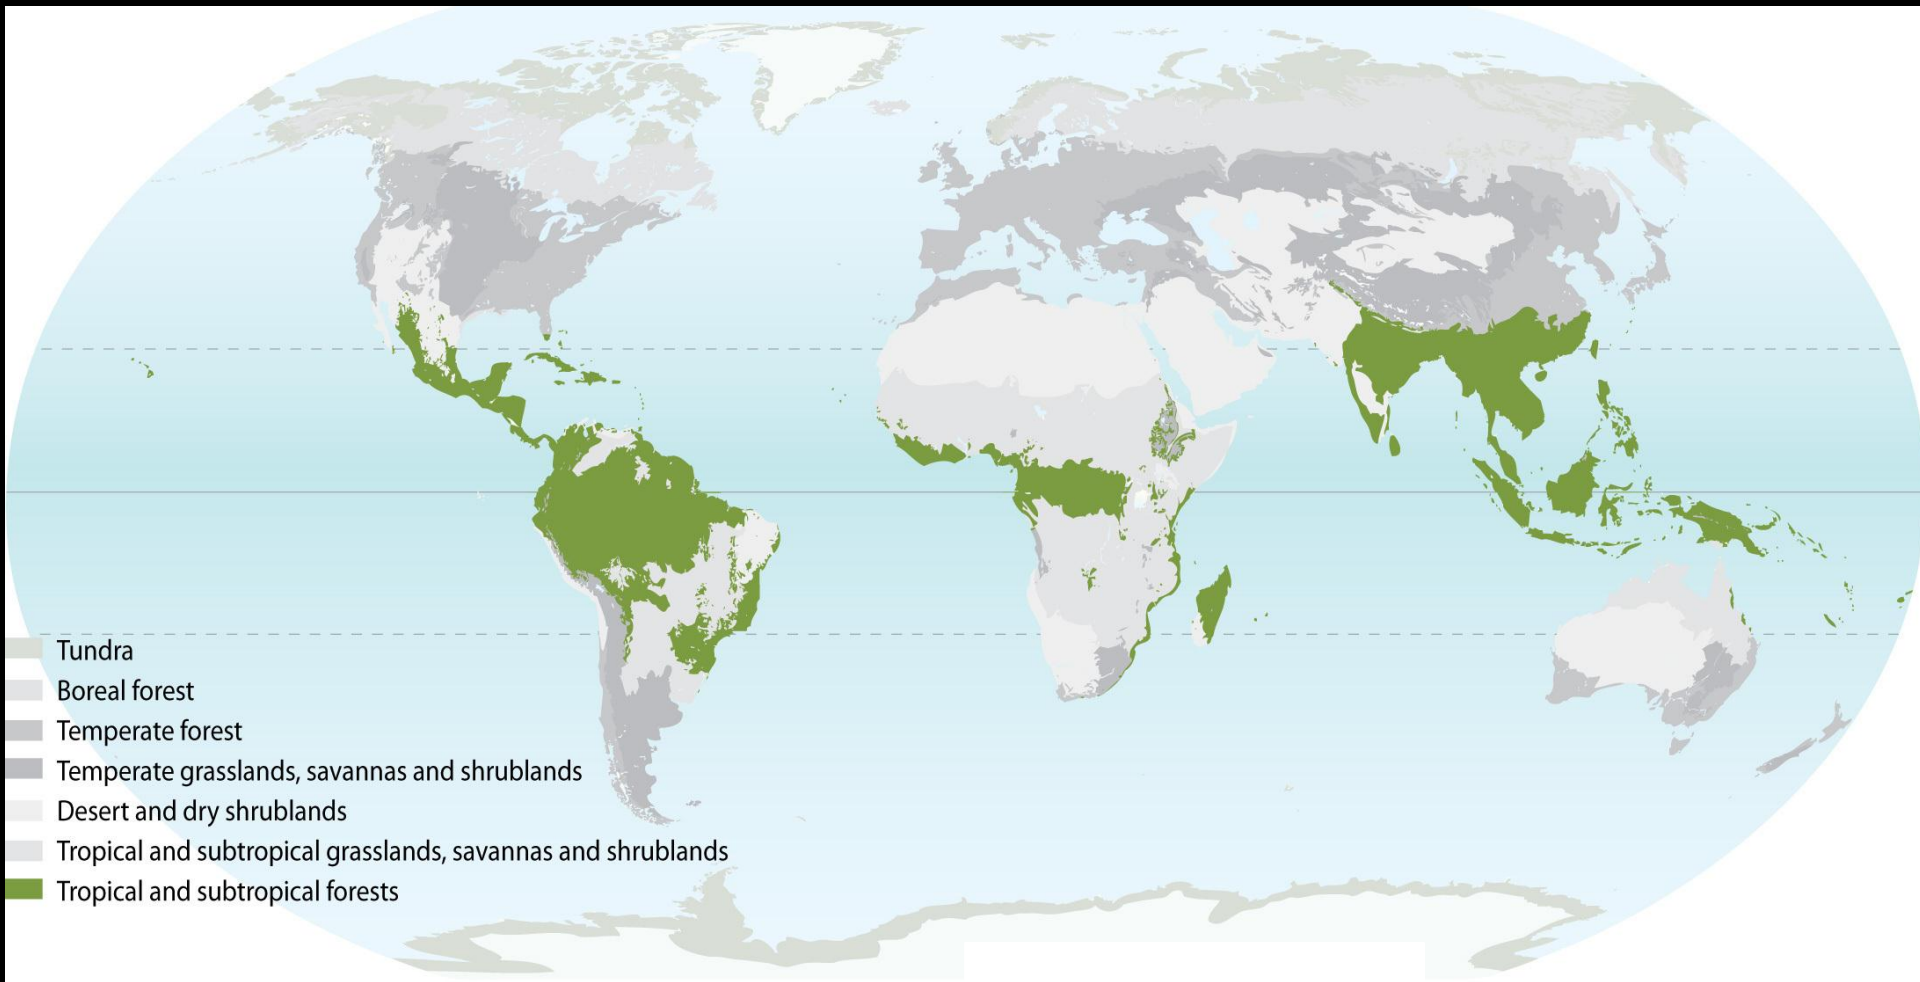 Tundra
Boreal forest
Temperate forest
Temperate grasslands, savannas and shrublands
Desert and dry shrublands
Tropical and subtropical grasslands, savannas and shrublands
Tropical and subtropical forests